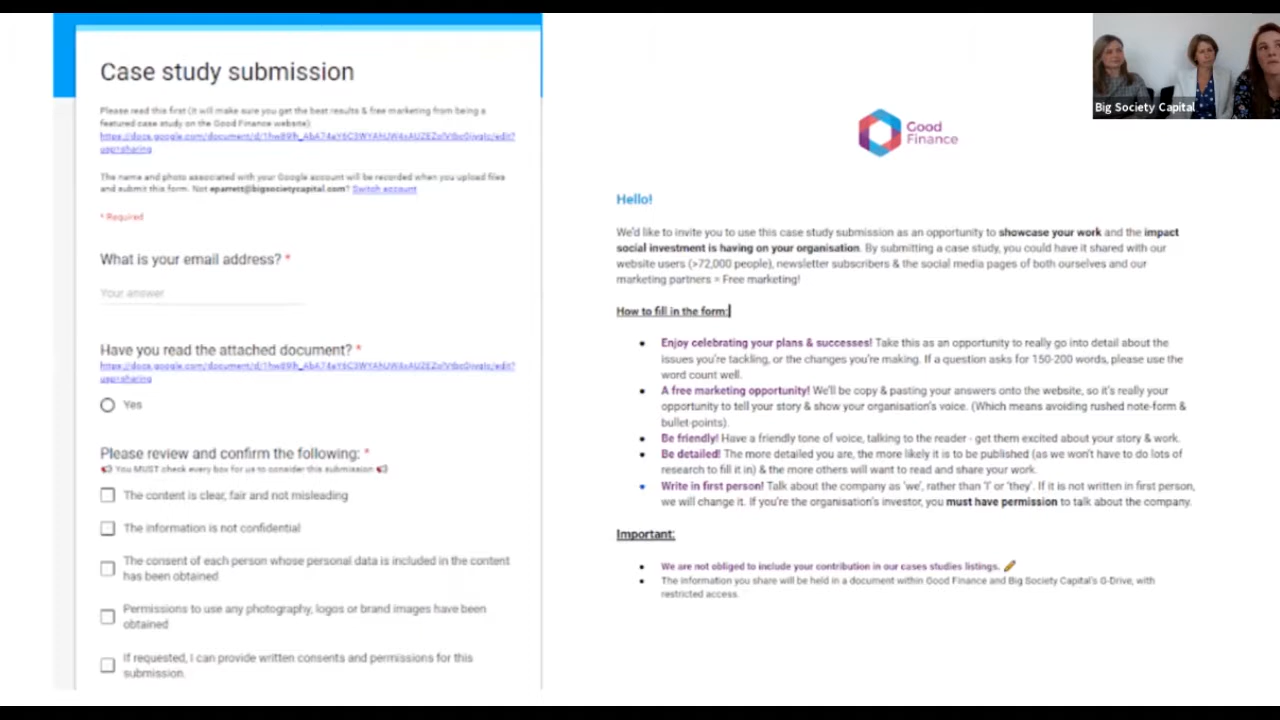 Case study submission
Please read this first (it will make sure you get the best results & free marketing from being a
featured case study on the Good Finance website)
usp=sharing
The name and photo associated with your Google account will be recorded when you upload files
and submit this form. Not eparrett@bigsocietycapital.com? Switch account
* Required
What is your email address? *
Your answer
Have you read the attached document? *
usp=sharing
Yes
Please review and confirm the following: *
You MUST check every box for us to consider this submission
The content is clear, fair and not misleading
The information is not confidential
The consent of each person whose personal data is included in the content
has been obtained
Permissions to use any photography, logos or brand images have been
obtained
If requested, I can provide written consents and permissions for this
submission.
Big Society Capital
Good
Finance
Hello!
We'd like to invite you to use this case study submission as an opportunity to showcase your work and the impact
social investment is having on your organisation. By submitting a case study, you could have it shared with our
website users (>72,000 people), newsletter subscribers & the social media pages of both ourselves and our
marketing partners = Free marketing!
How to fill in the form:
• Enjoy celebrating your plans & successes! Take this as an opportunity to really go into detail about the
issues you're tackling, or the changes you're making. If a question asks for 150-200 words, please use the
word count well.
• A free marketing opportunity! We'll be copy & pasting your answers onto the website, so it's really your
opportunity to tell your story & show your organisation's voice. (Which means avoiding rushed note-form &
bullet-points).
• Be friendly! Have a friendly tone of voice, talking to the reader - get them excited about your story & work.
• Be detailed! The more detailed you are, the more likely it is to be published (as we won't have to do lots of
research to fill it in) & the more others will want to read and share your work.
• Write in first person! Talk about the company as 'we', rather than 'I' or 'they'. If it is not written in first person,
we will change it. If you're the organisation's investor, you must have permission to talk about the company.
Important:
• We are not obliged to include your contribution in our cases studies listings.
• The information you share will be held in a document within Good Finance and Big Society Capital's G-Drive, with
restricted access.